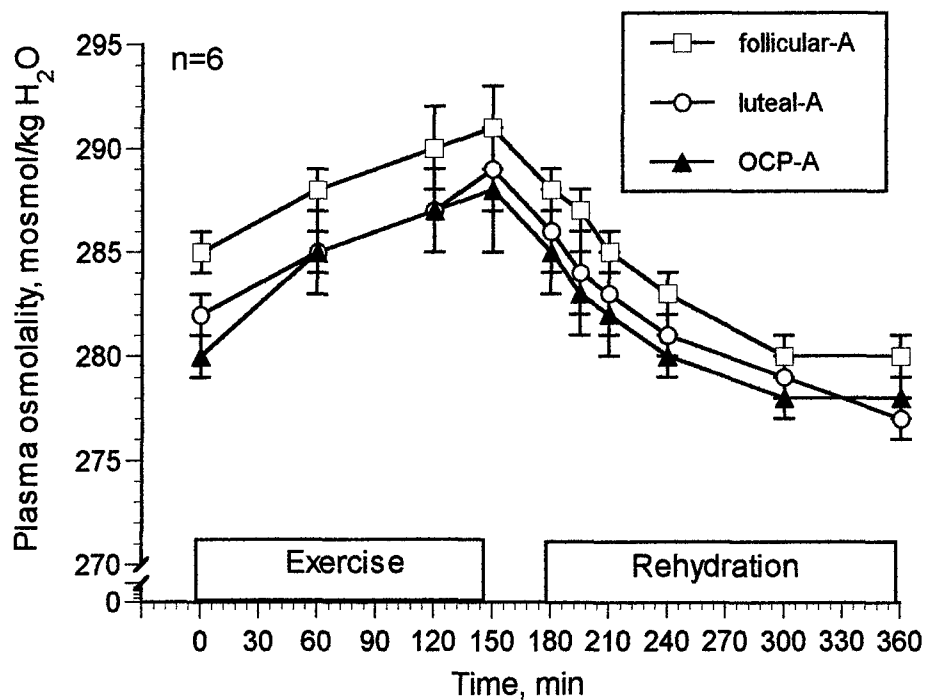 n=6
follicular-A
luteal-A
OCP-A
Plasma osmolality, mosmol/kg H₂O
295
290
285
280
275
270
0
Exercise
Rehydration
0 30 60 90 120 150 180 210 240 270 300 330 360
Time, min